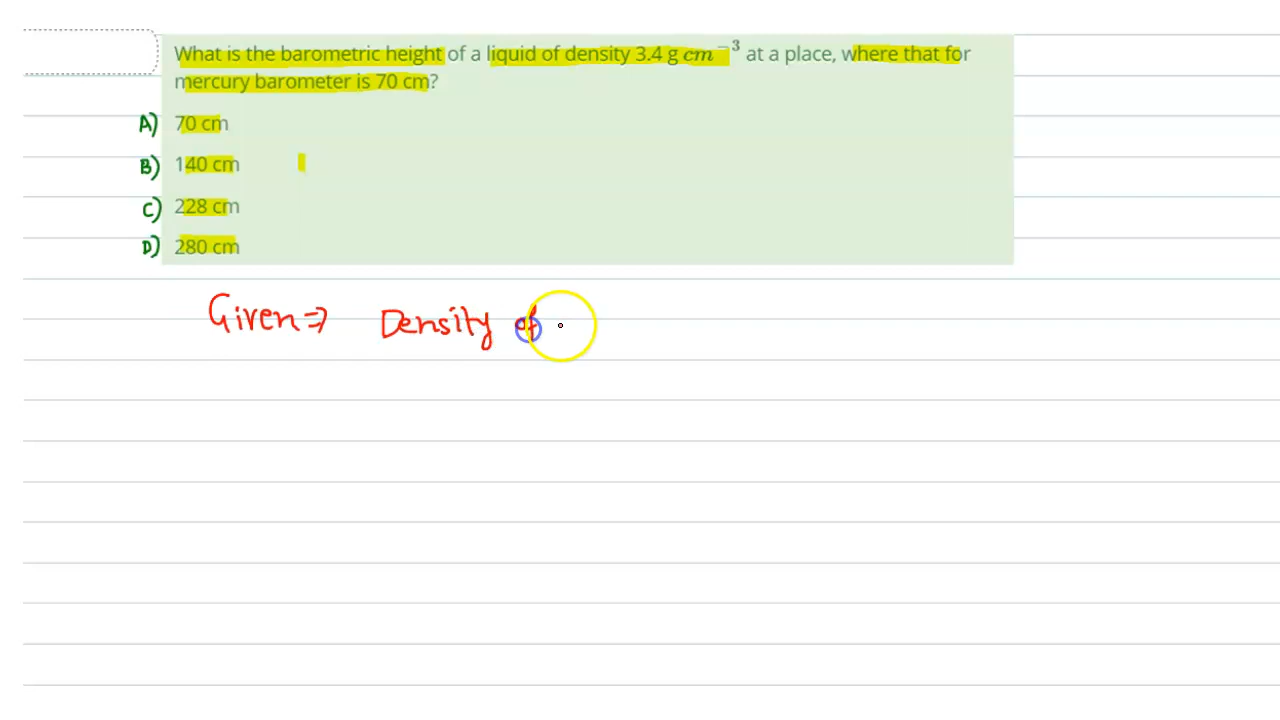 What is the barometric height of a liquid of density 3.4 g cm⁻³ at a place, where that for
mercury barometer is 70 cm?
A) 70 cm
B) 140 cm
C) 228 cm
D) 280 cm
Given ⇒ Density of